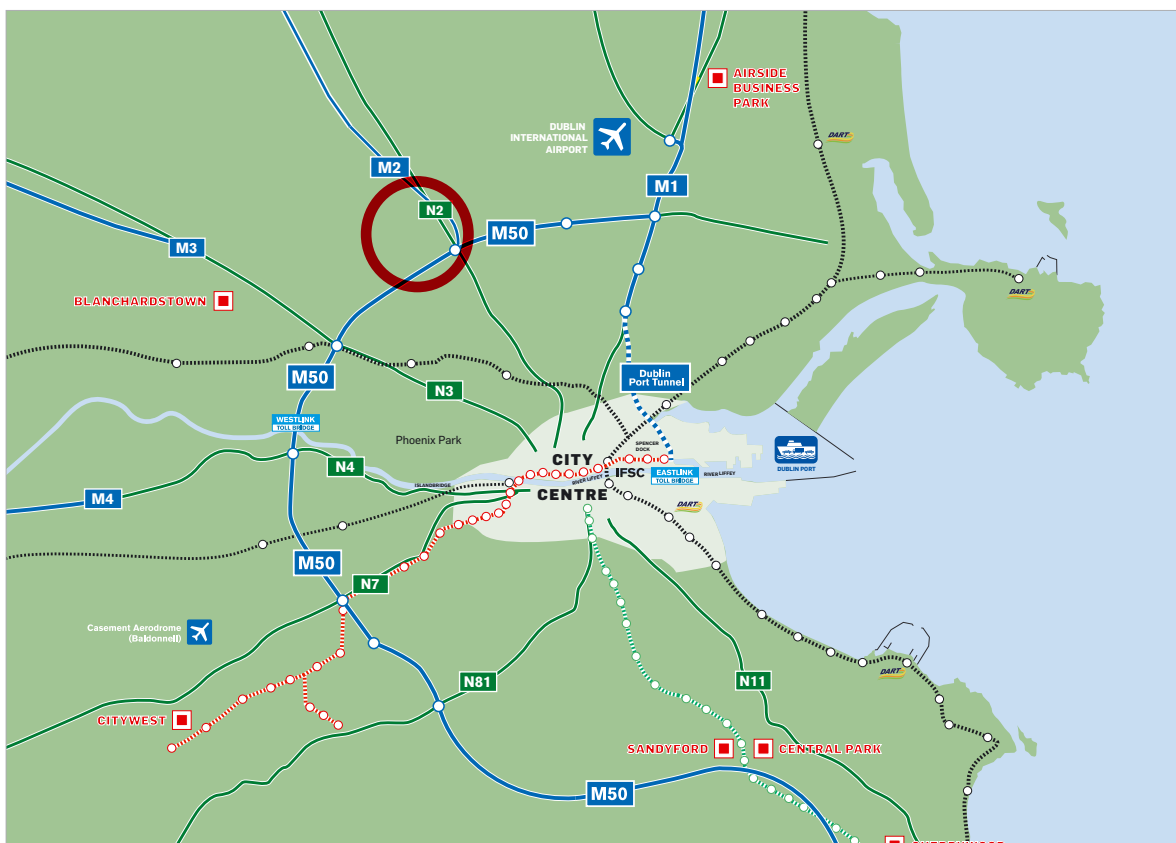 AIRSIDE
BUSINESS
PARK
DUBLIN
INTERNATIONAL
AIRPORT
DART
M2
M1
N2
M50
M3
DART
BLANCHARDSTOWN
M50
Dublin
Port Tunnel
N3
WESTLINK
TOLL BRIDGE
Phoenix Park
SPENCER
DOCK
CITY
N4
IFSC
EASTLINK
TOLL BRIDGE
RIVER LIFFEY
DUBLIN PORT
ISLANDBRIDGE
RIVER LIFFEY
CENTRE
M4
DART
M50
N7
Casement Aerodrome
(Baldonnell)
N81
N11
DART
CITYWEST
SANDYFORD
CENTRAL PARK
M50